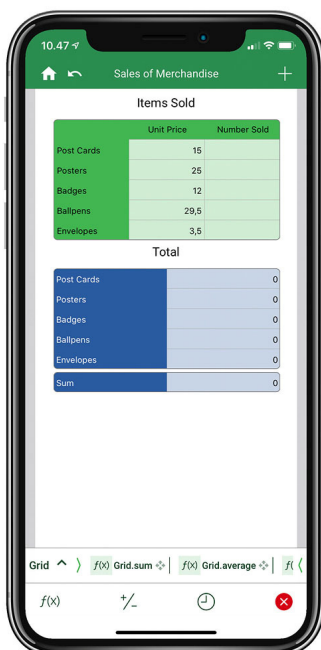 10.47
Sales of Merchandise
Items Sold
Unit Price Number Sold
Post Cards 15
Posters 25
Badges 12
Ballpens 29,5
Envelopes 3,5
Total
Post Cards 0
Posters 0
Badges 0
Ballpens 0
Envelopes 0
Sum 0
Grid f(x) Grid.sum f(x) Grid.average f(
f(x) +/-